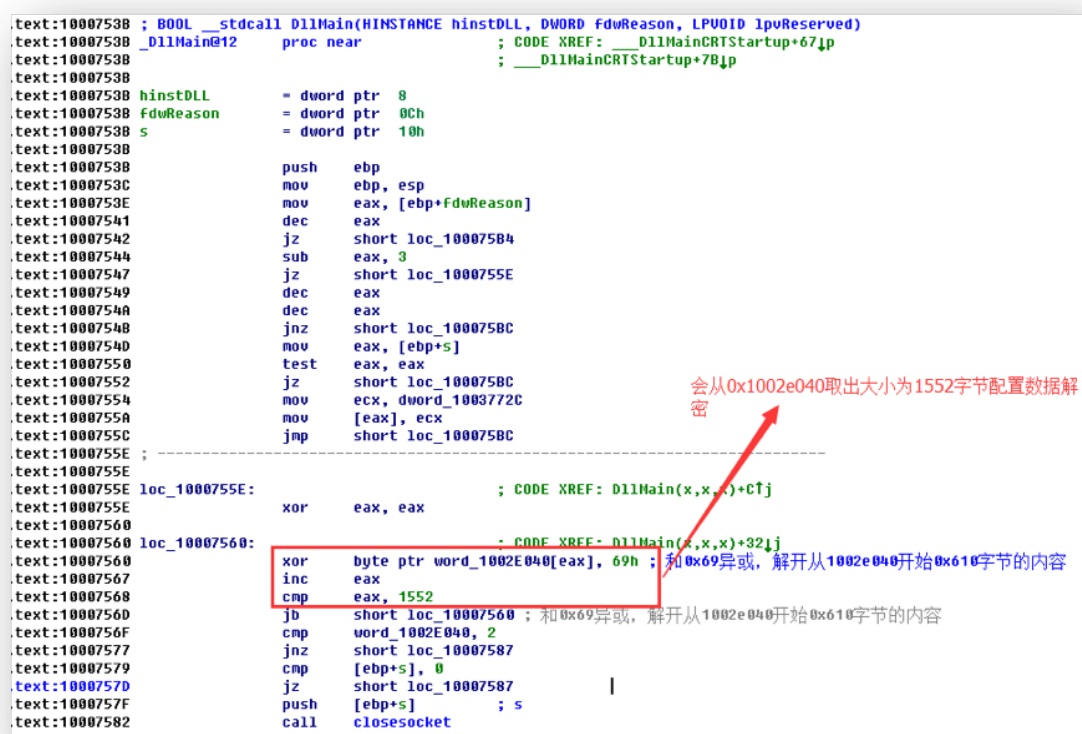 .text:1000753B ; BOOL __stdcall DllMain(HINSTANCE hinstDLL, DWORD fdwReason, LPVOID lpvReserved)
.text:1000753B _DllMain@12     proc near               ; CODE XREF: ___DllMainCRTStartup+67↓p
.text:1000753B                                         ; ___DllMainCRTStartup+7B↓p
.text:1000753B
.text:1000753B hinstDLL        = dword ptr  8
.text:1000753B fdwReason       = dword ptr  0Ch
.text:1000753B s               = dword ptr  10h
.text:1000753B
.text:1000753B                 push    ebp
.text:1000753C                 mov     ebp, esp
.text:1000753E                 mov     eax, [ebp+fdwReason]
.text:10007541                 dec     eax
.text:10007542                 jz      short loc_100075B4
.text:10007544                 sub     eax, 3
.text:10007547                 jz      short loc_1000755E
.text:10007549                 dec     eax
.text:1000754A                 dec     eax
.text:1000754B                 jnz     short loc_100075BC
.text:1000754D                 mov     eax, [ebp+s]
.text:10007550                 test    eax, eax
.text:10007552                 jz      short loc_100075BC
.text:10007554                 mov     ecx, dword_1003772C
.text:1000755A                 mov     [eax], ecx
.text:1000755C                 jmp     short loc_100075BC
会从0x1002e040取出大小为1552字节配置数据解
密
.text:1000755E ; ---------------------------------------------------------------------------
.text:1000755E
.text:1000755E loc_1000755E:                           ; CODE XREF: DllMain(x,x,x)+C↑j
.text:1000755E                 xor     eax, eax
.text:10007560
.text:10007560 loc_10007560:                           ; CODE XREF: DllMain(x,x,x)+32↓j
.text:10007560                 xor     byte ptr word_1002E040[eax], 69h ; 和0x69异或，解开从1002e040开始0x610字节的内容
.text:10007567                 inc     eax
.text:10007568                 cmp     eax, 1552
.text:1000756D                 jb      short loc_10007560 ; 和0x69异或，解开从1002e040开始0x610字节的内容
.text:1000756F                 cmp     word_1002E040, 2
.text:10007577                 jnz     short loc_10007587
.text:10007579                 cmp     [ebp+s], 0
.text:1000757D                 jz      short loc_10007587
.text:1000757F                 push    [ebp+s]         ; s
.text:10007582                 call    closesocket